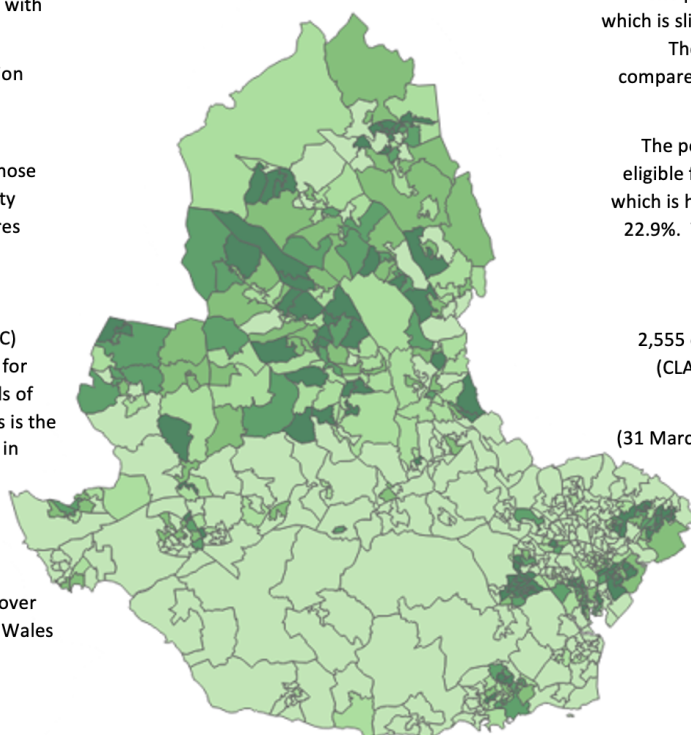 with
on
hose
ty
res
C)
for
ls of
s is the
in
over
Wales
which is sli
The
compare
The pe
eligible f
which is h
22.9%.
2,555
(CLA
(31 Marc